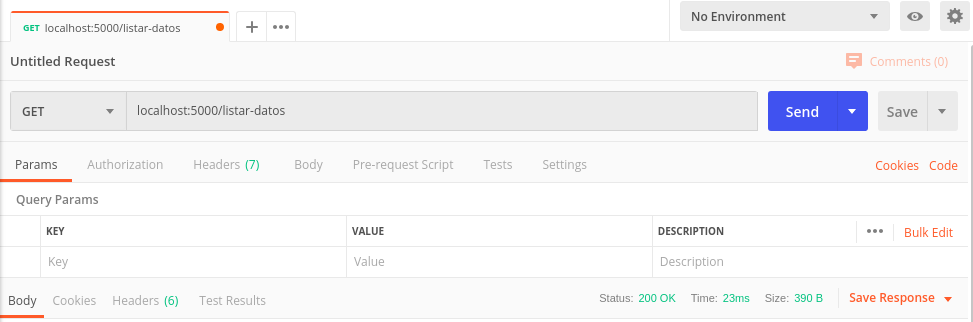 GET localhost:5000/listar-datos
No Environment
Untitled Request
Comments (0)
GET
localhost:5000/listar-datos
Send
Save
Params Authorization Headers (7) Body Pre-request Script Tests Settings
Cookies Code
Query Params
KEY VALUE DESCRIPTION
Bulk Edit
Key Value Description
Body Cookies Headers (6) Test Results
Status: 200 OK Time: 23ms Size: 390 B
Save Response